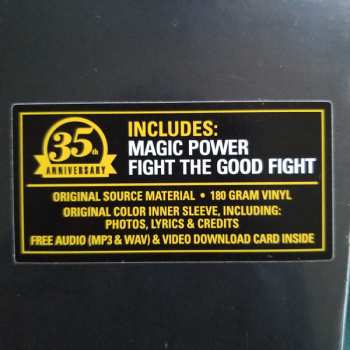 35th
ANNIVERSARY
INCLUDES:
MAGIC POWER
FIGHT THE GOOD FIGHT
ORIGINAL SOURCE MATERIAL • 180 GRAM VINYL
ORIGINAL COLOR INNER SLEEVE, INCLUDING:
PHOTOS, LYRICS & CREDITS
FREE AUDIO (MP3 & WAV) & VIDEO DOWNLOAD CARD INSIDE